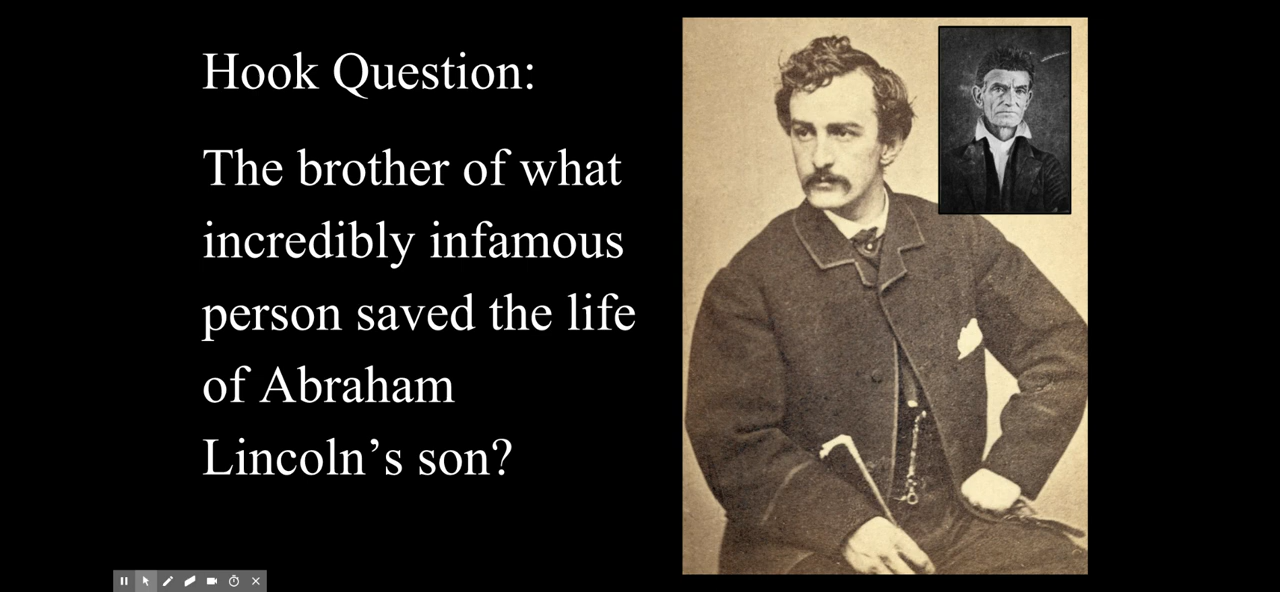 Hook Question:
The brother of what
incredibly infamous
person saved the life
of Abraham
Lincoln’s son?